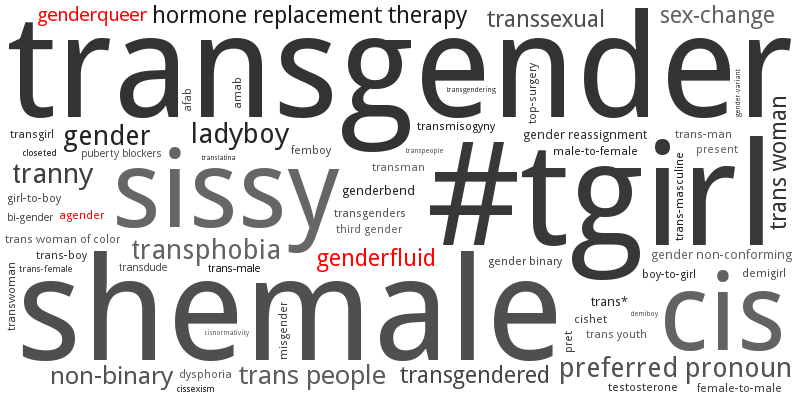 genderqueer
hormone replacement therapy
transsexual
sex-change
transgender
afab
amab
transgendering
top-surgery
gender-variant
transgirl
gender
ladyboy
transmisogyny
gender reassignment
trans-man
closeted
puberty blockers
translatina
femboy
transpeople
male-to-female
present
trans woman
tranny
sissy
transman
#tgirl
trans-masculine
girl-to-boy
genderbend
bi-gender
agender
transgenders
third gender
trans woman of color
transphobia
genderfluid
gender binary
gender non-conforming
trans-boy
trans-female
transdude
trans-male
boy-to-girl
demigirl
transwoman
shemale
misgender
cisnormativity
trans*
demiboy
cishet
trans youth
cis
pret
non-binary
dysphoria
cissexism
trans people
transgendered
preferred pronoun
testosterone
female-to-male